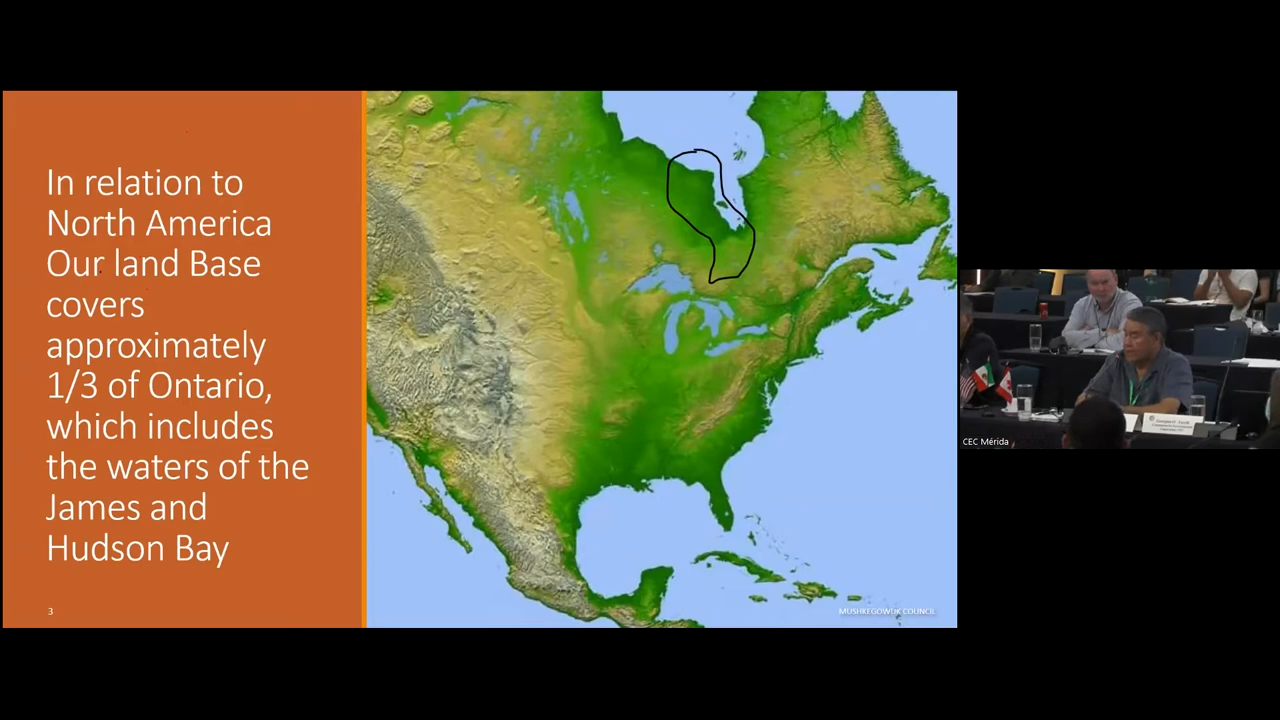 In relation to
North America
Our land Base
covers
approximately
1/3 of Ontario,
which includes
the waters of the
James and
Hudson Bay
3
MUSHKEGOWUK COUNCIL
CEC Mérida